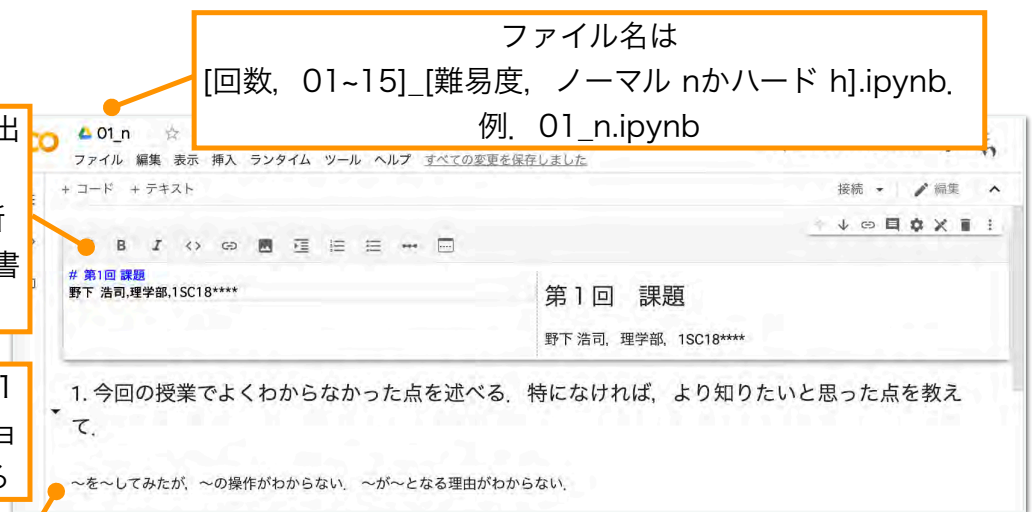 ファイル名は
[回数，01~15]_[難易度，ノーマル nかハード h].ipynb．
例．01_n.ipynb
出
co 01_n
ファイル 編集 表示 挿入 ランタイム ツール ヘルプ すべての変更を保存しました
+ コード + テキスト 接続 編集
書
B I <>
# 第1回 課題
野下 浩司,理学部,1SC18****
第1回　課題
野下 浩司，理学部，1SC18****
1
る
1. 今回の授業でよくわからなかった点を述べる．特になければ，より知りたいと思った点を教え
て．
～を～してみたが，～の操作がわからない．～が～となる理由がわからない．